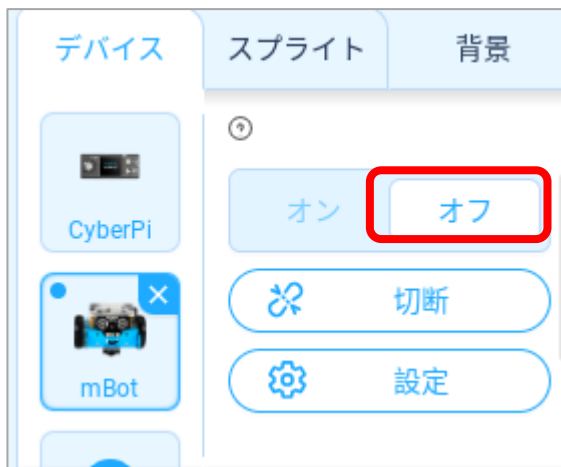 デバイス
スプライト
背景
CyberPi
mBot
オン
オフ
切断
設定